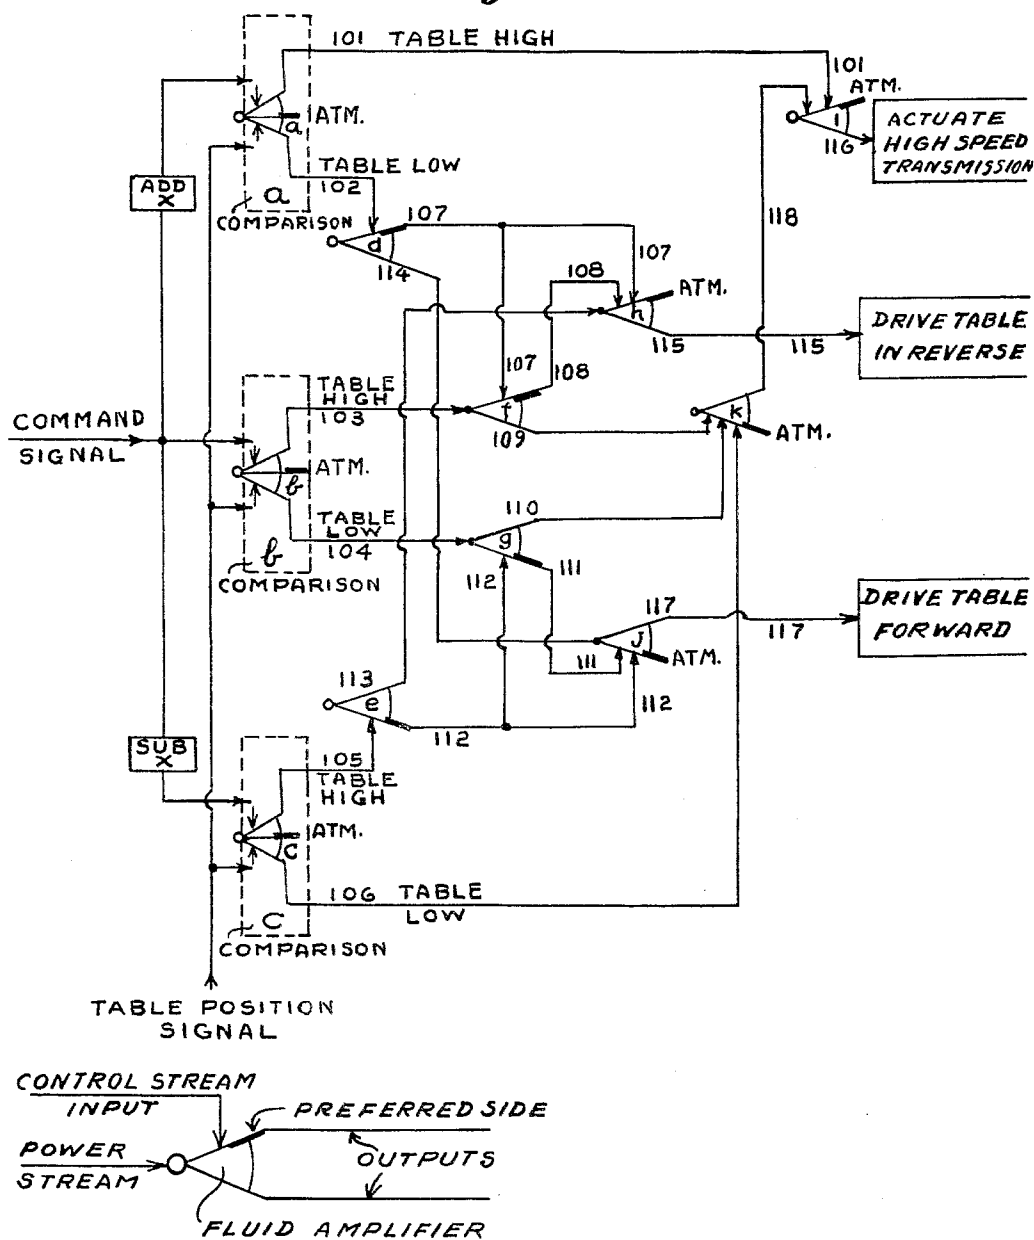 101 TABLE HIGH
101
ATM.
ATM.
a
i
116
ACTUATE
HIGH SPEED
TRANSMISSION
TABLE LOW
102
ADD
X
a
COMPARISON
107
d
114
118
107
108
ATM.
h
115
115
DRIVE TABLE
IN REVERSE
107
108
TABLE
HIGH
103
f
109
k
ATM.
COMMAND
SIGNAL
ATM.
b
TABLE
LOW
104
110
g
112
111
b
COMPARISON
117
J
ATM.
111
117
DRIVE TABLE
FORWARD
113
e
112
112
SUB
X
105
TABLE
HIGH
ATM.
C
106 TABLE
LOW
C
COMPARISON
TABLE POSITION
SIGNAL
CONTROL STREAM
INPUT
PREFERRED SIDE
POWER
STREAM
OUTPUTS
FLUID AMPLIFIER